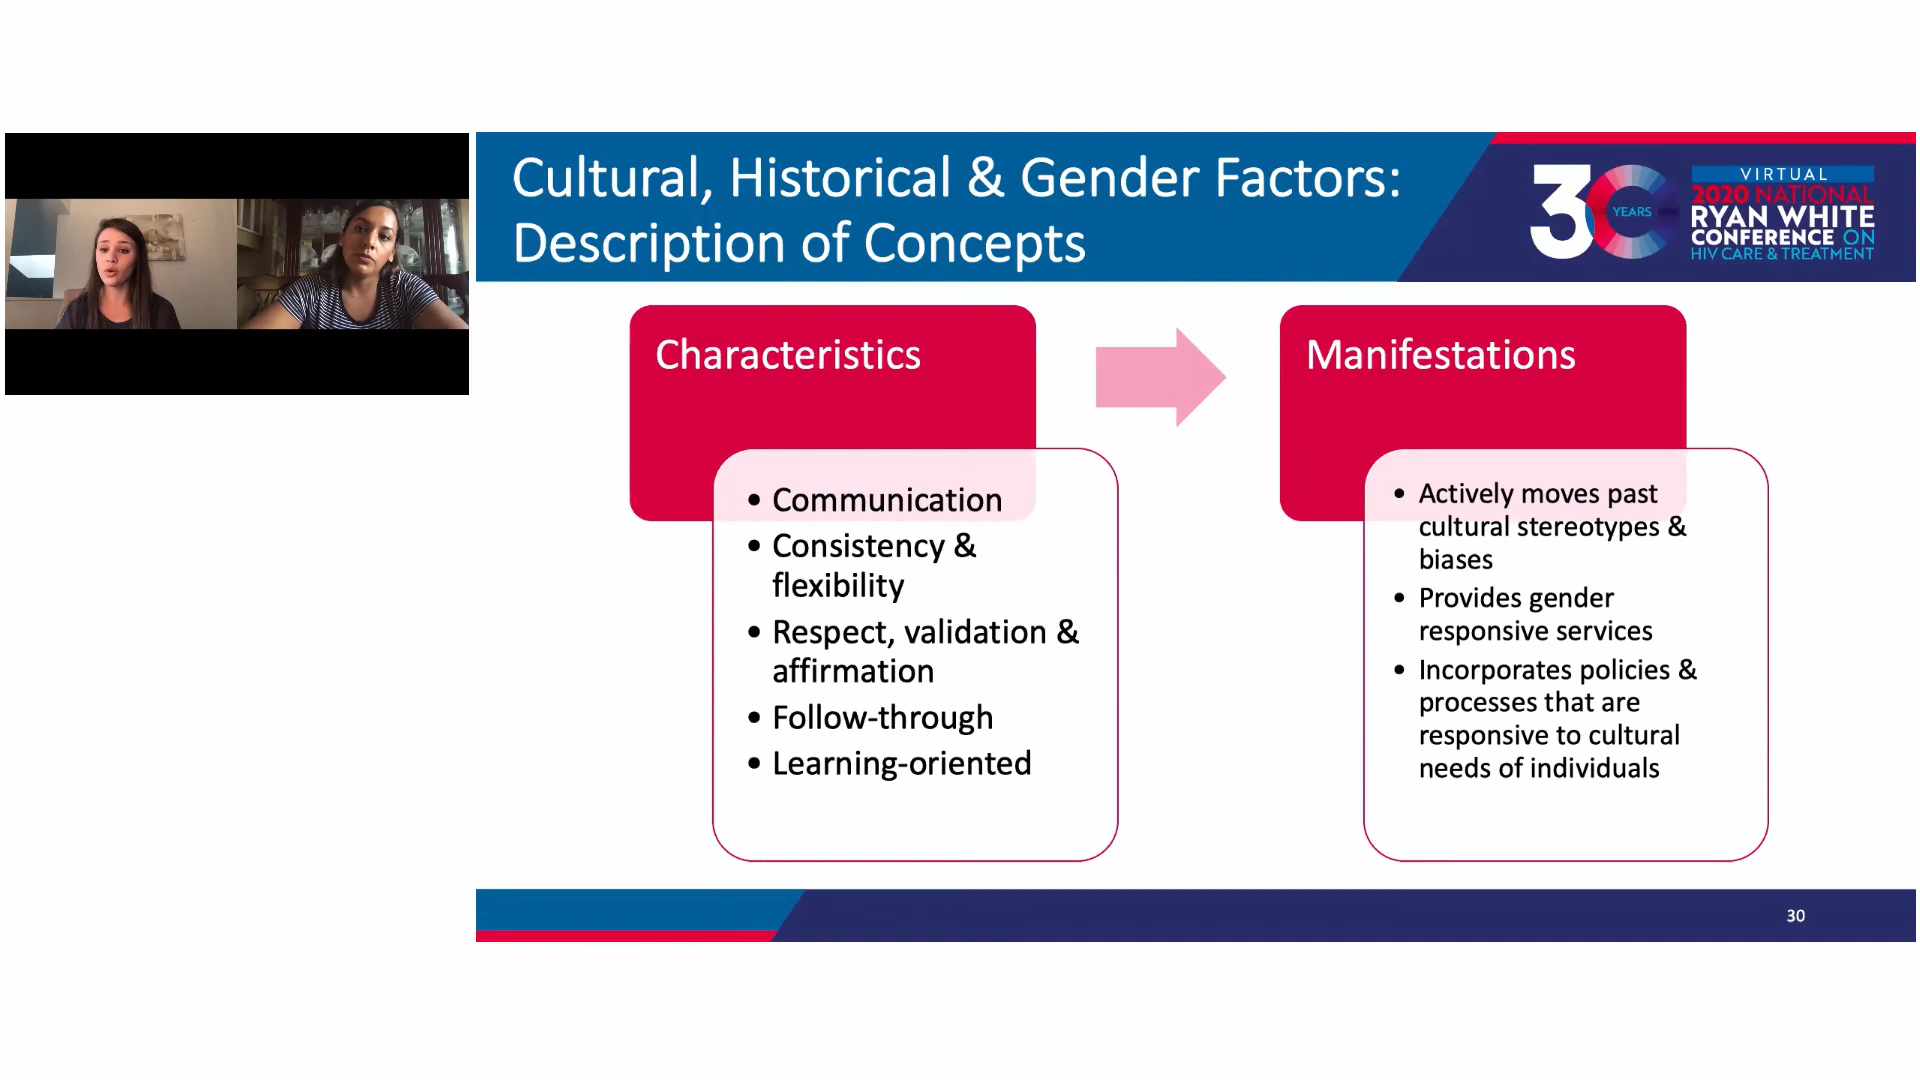 Cultural, Historical & Gender Factors:
Description of Concepts
30
YEARS
VIRTUAL
2020 NATIONAL
RYAN WHITE
CONFERENCE ON
HIV CARE & TREATMENT
Characteristics
• Communication
• Consistency &
flexibility
• Respect, validation &
affirmation
• Follow-through
• Learning-oriented
Manifestations
• Actively moves past
cultural stereotypes &
biases
• Provides gender
responsive services
• Incorporates policies &
processes that are
responsive to cultural
needs of individuals
30